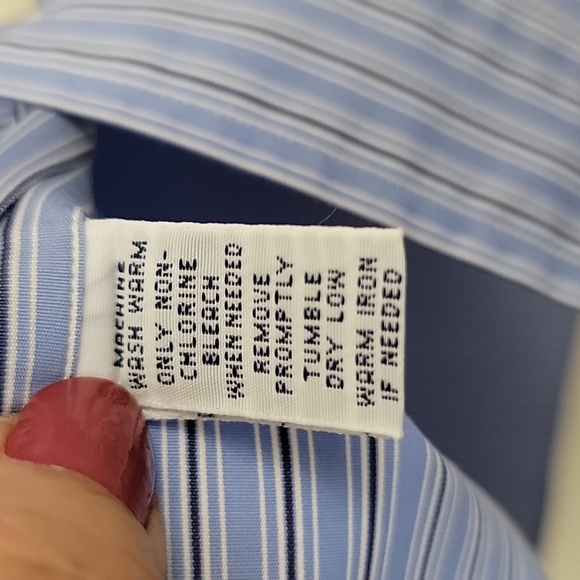 MACHINE
WASH WARM
ONLY NON-
CHLORINE
BLEACH
WHEN NEEDED
REMOVE
PROMPTLY
TUMBLE
DRY LOW
WARM IRON
IF NEEDED